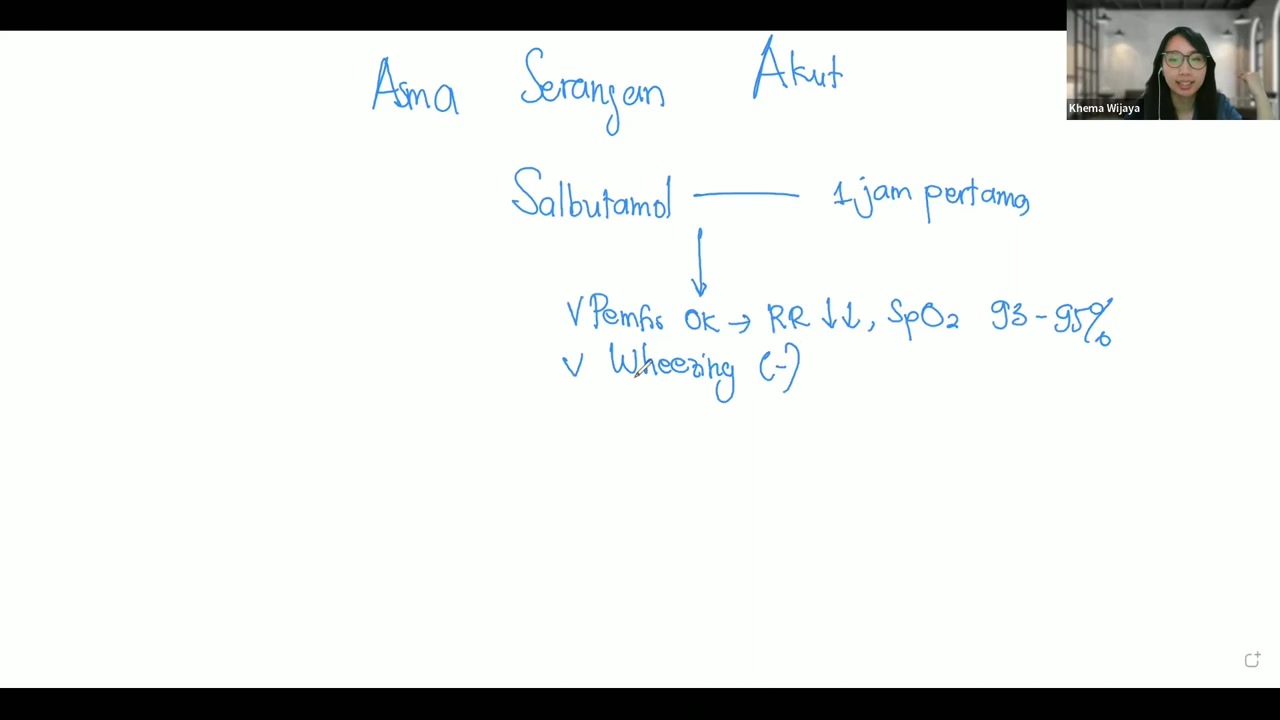 Asma Serangan Akut
Khema Wijaya
Salbutamol — 1 jam pertama
↓
V Pemfis OK → RR ↓↓, SpO2 93-95%
V Wheezing (-)